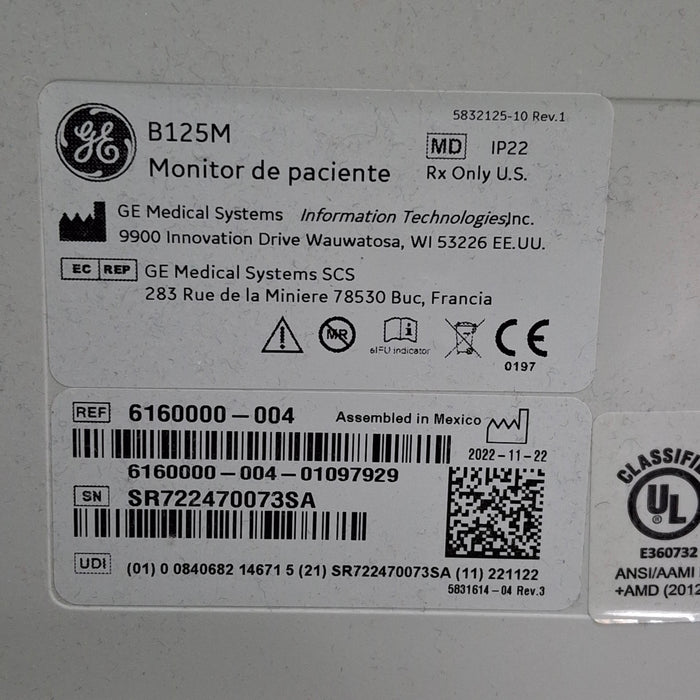 5832125-10 Rev.1
GE
B125M
MD IP22
Monitor de paciente
Rx Only U.S.
GE Medical Systems Information Technologies,Inc.
9900 Innovation Drive Wauwatosa, WI 53226 EE.UU.
EC REP GE Medical Systems SCS
283 Rue de la Miniere 78530 Buc, Francia
MR
eIFU indicator
CE
0197
REF 6160000-004 Assembled in Mexico
2022-11-22
6160000-004-01097929
SN SR722470073SA
UDI (01) 0 0840682 14671 5 (21) SR722470073SA (11) 221122
5831614-04 Rev.3
UL
®
E360732
ANSI/AAMI
+AMD (2012